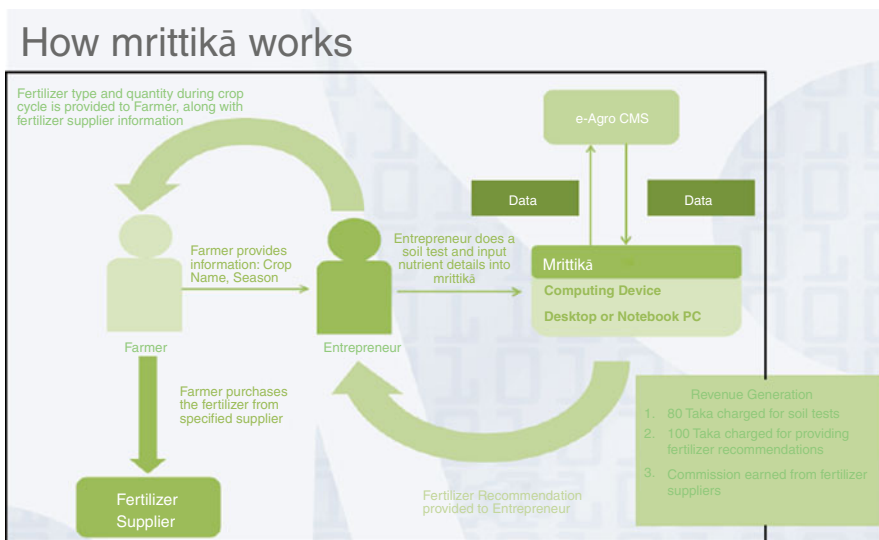 How mrittikā works
Fertilizer type and quantity during crop
cycle is provided to Farmer, along with
fertilizer supplier information
e-Agro CMS
Data
Data
Farmer provides
information: Crop
Name, Season
Entrepreneur does a
soil test and input
nutrient details into
mrittikā
Mrittikā
Computing Device
Desktop or Notebook PC
Farmer
Entrepreneur
Farmer purchases
the fertilizer from
specified supplier
Fertilizer
Supplier
Fertilizer Recommendation
provided to Entrepreneur
Revenue Generation
1. 80 Taka charged for soil tests
2. 100 Taka charged for providing
fertilizer recommendations
3. Commission earned from fertilizer
suppliers